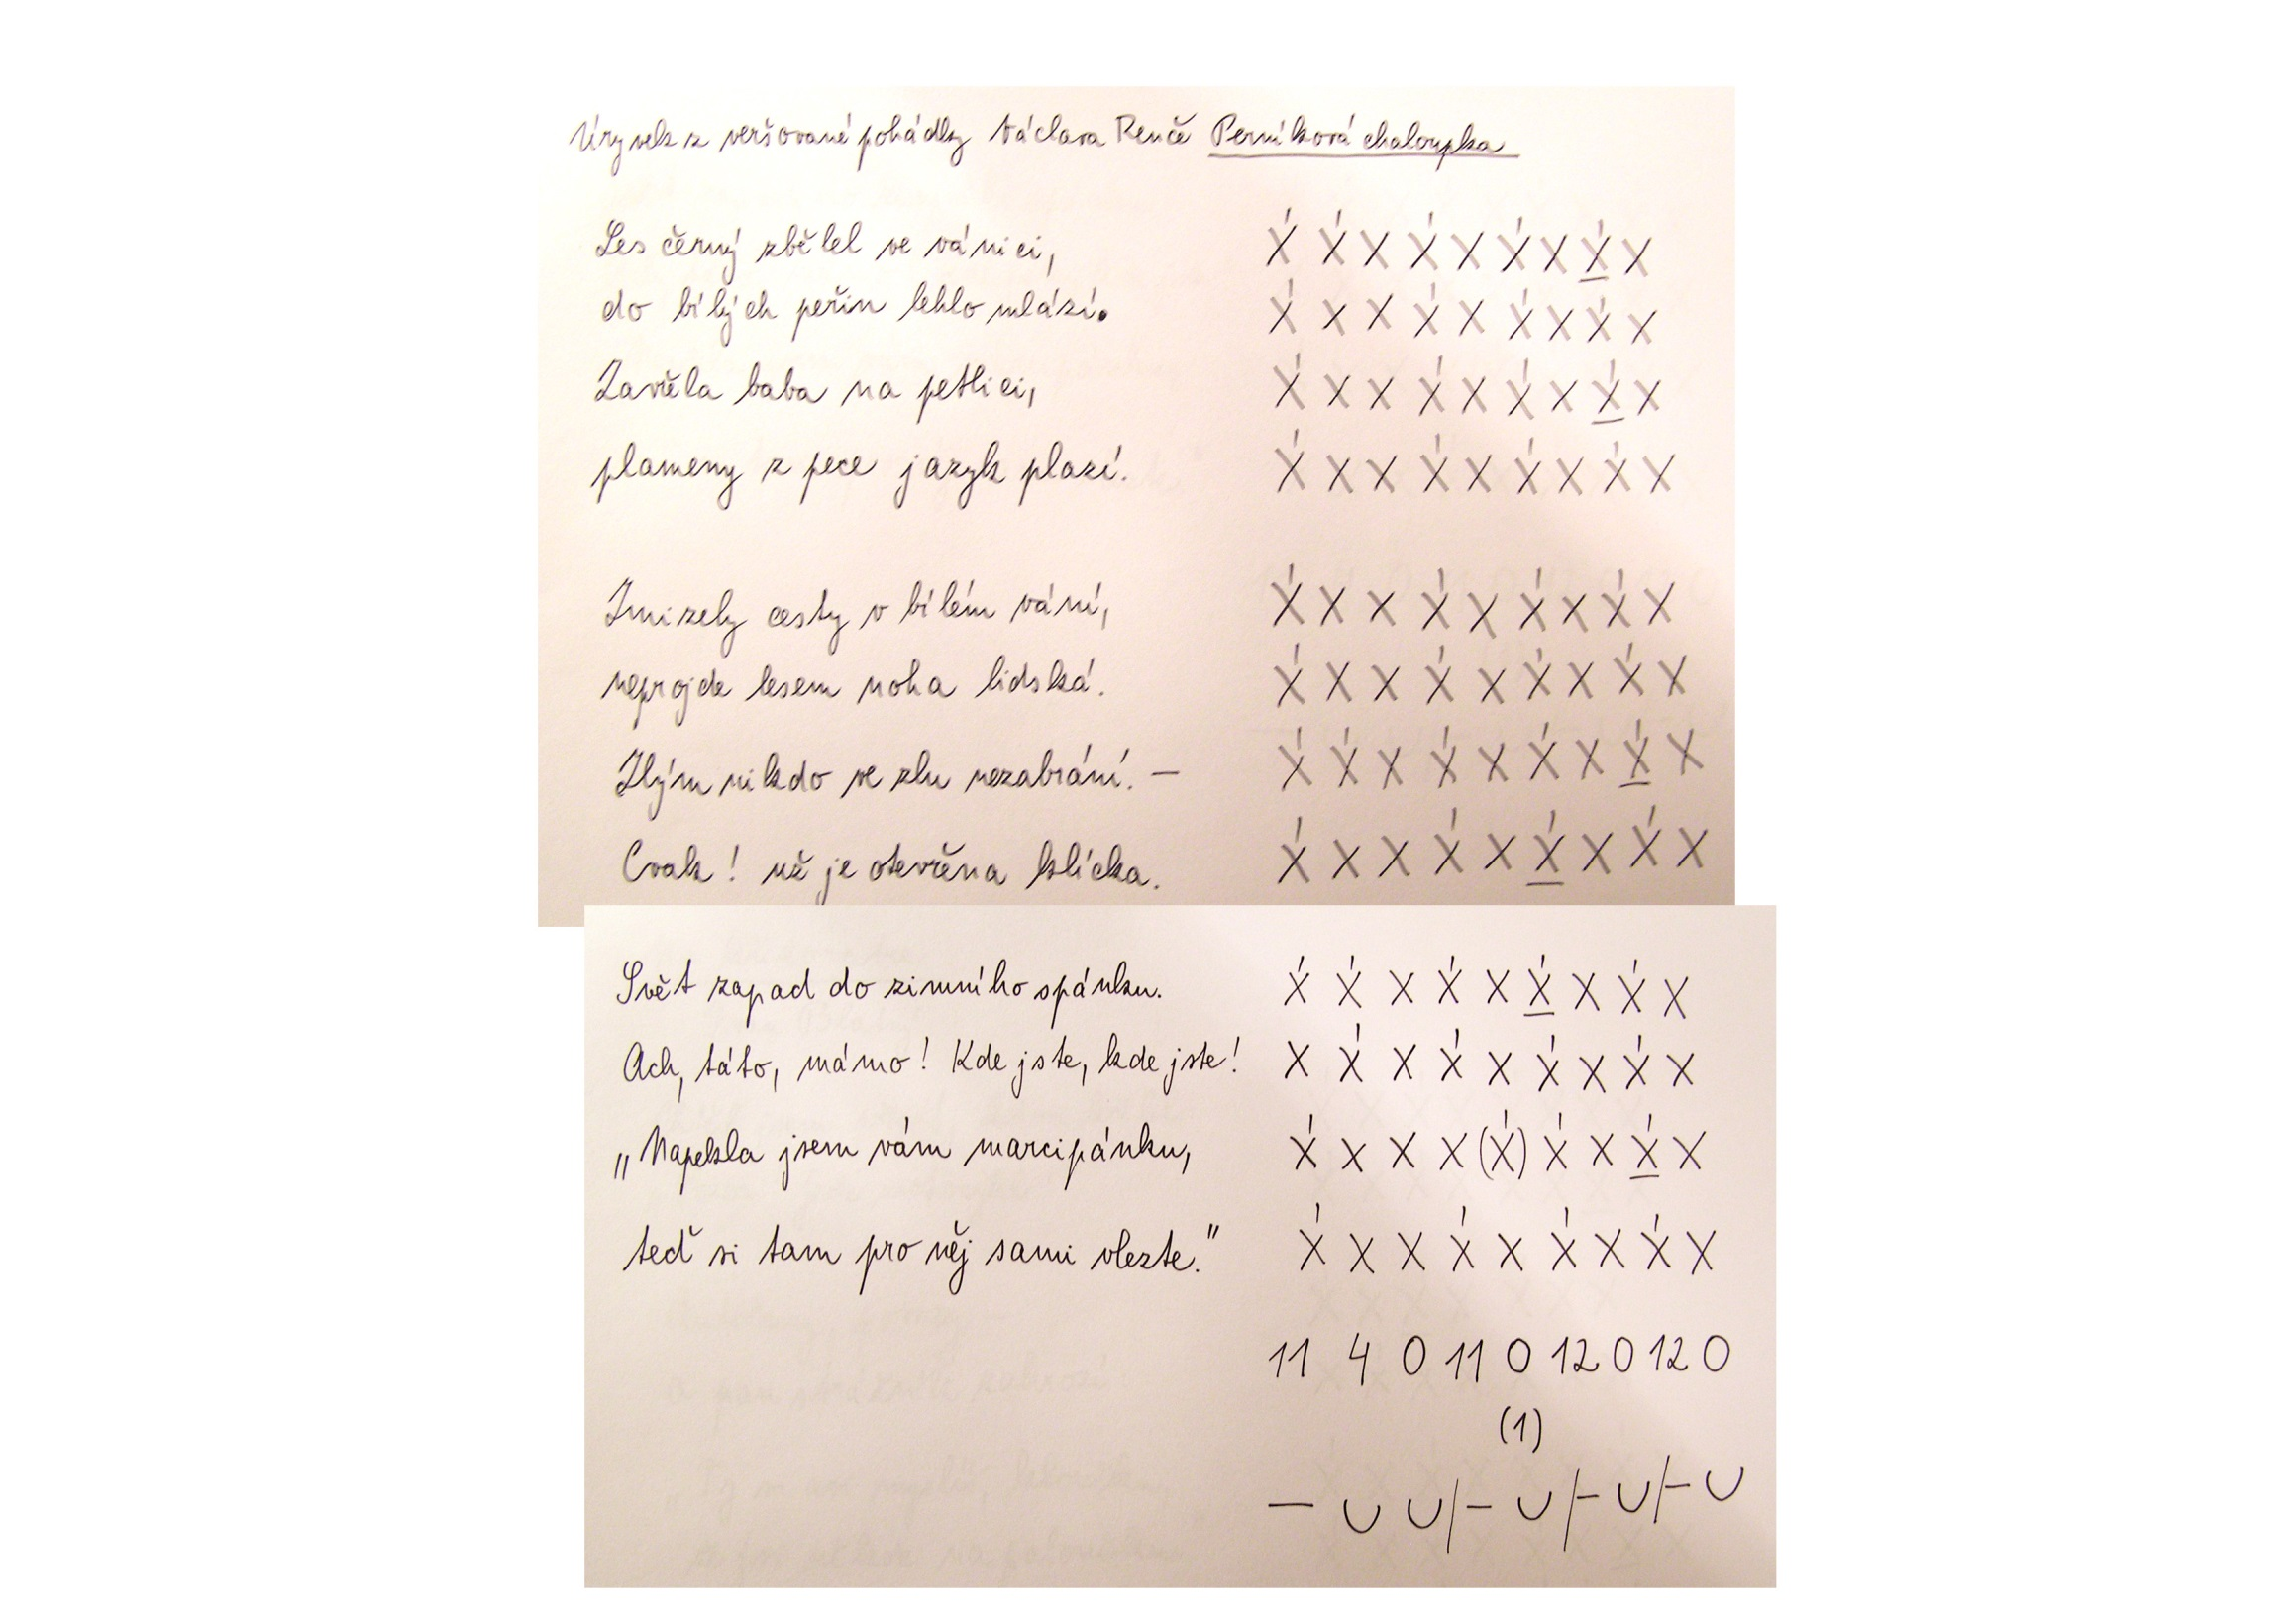 Úryvek z veršované pohádky Václava Renče Perníková chaloupka
Les černý zbělel ve vánici, X́ X́ X X́ X X́ X X́ X
do bílých peřin lehlo mlází. X́ X X X́ X X́ X X́ X
Zavřela baba na petlici, X́ X X X́ X X́ X X́ X
plameny z pece jazyk plazí. X́ X X X́ X X́ X X́ X
Zmizely cesty v bílém vání, X́ X X X́ X X́ X X́ X
neprojde lesem noha lidská. X́ X X X́ X X́ X X́ X
Zlým nikdo ve zlu nezabrání. — X́ X́ X X́ X X́ X X́ X
Cvak! už je otevřena klícka. X́ X X X́ X X́ X X́ X
Svět zapad do zimního spánku. X́ X́ X X́ X X́ X X́ X
Ach, táto, mámo! Kde jste, kde jste! X X́ X X́ X X́ X X́ X
„Napekla jsem vám marcipánku, X́ X X X (X́) X́ X X́ X
teď si tam pro něj sami vlezte." X́ X X X́ X X́ X X́ X
11 4 0 11 0 12 0 12 0
(1)
— ∪ ∪ / – ∪ / – ∪ / – ∪